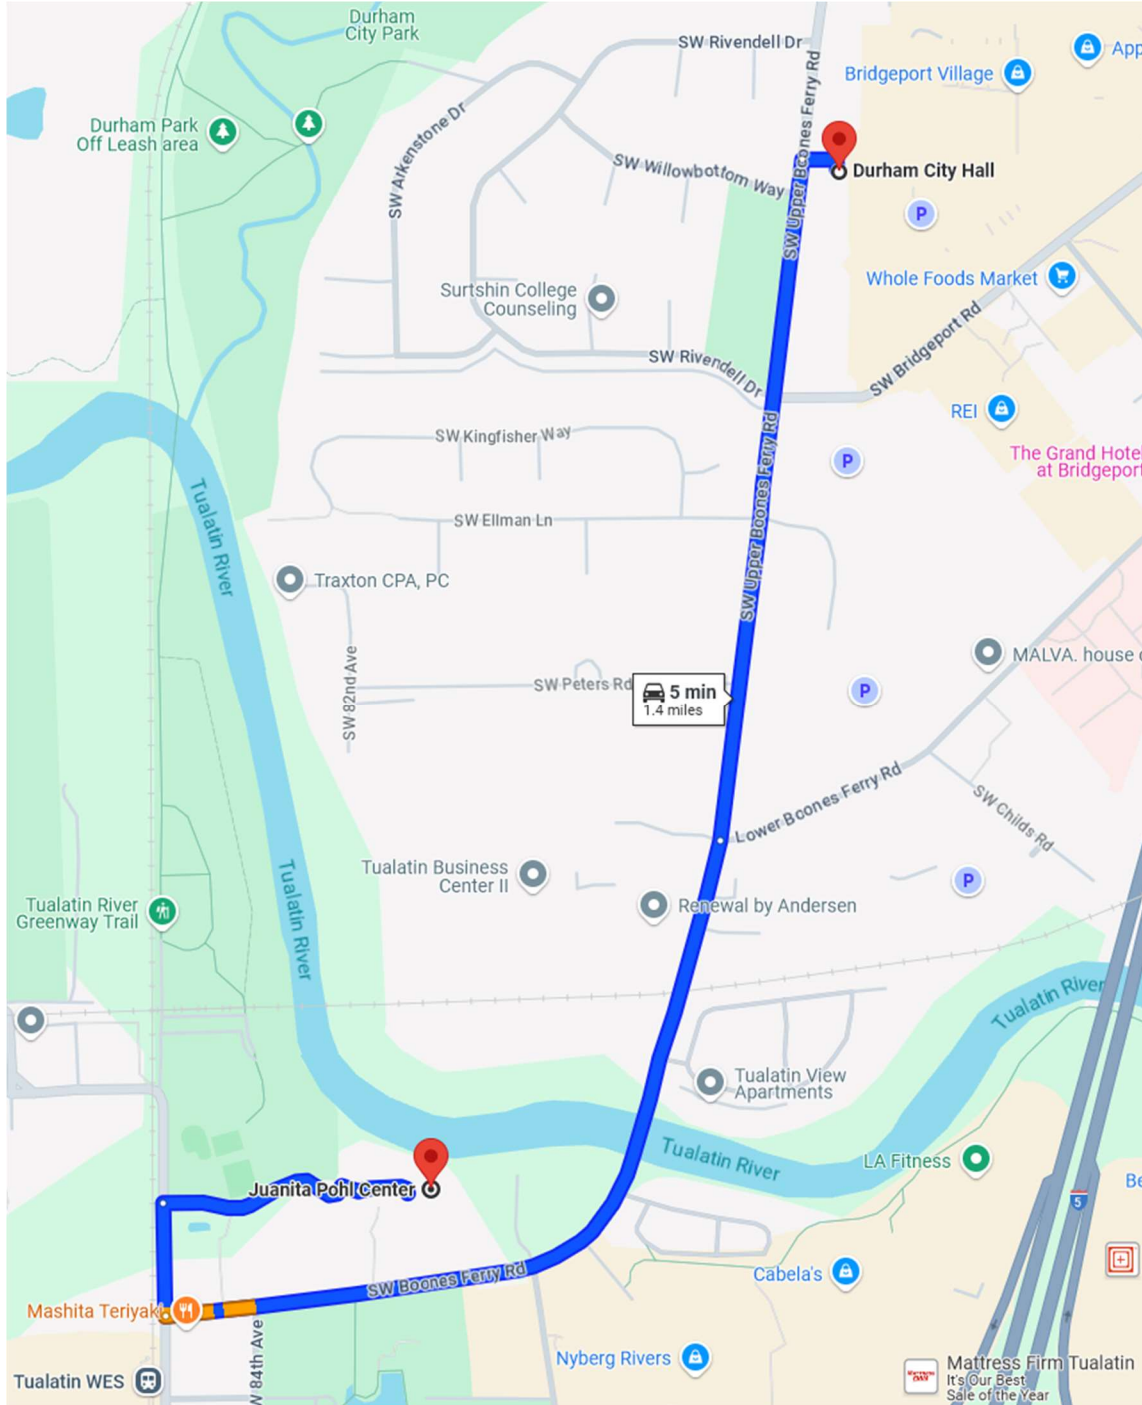 Durham
City Park
SW Rivendell Dr
Bridgeport Village
App
Durham Park
Off Leash area
SW Arkenstone Dr
SW Upper Boones Ferry Rd
SW Willowbottom Way
Durham City Hall
P
Surtshin College
Counseling
Whole Foods Market
SW Bridgeport Rd
SW Rivendell Dr
REI
SW Kingfisher Way
SW Upper Boones Ferry Rd
P
The Grand Hotel
at Bridgeport
Tualatin River
SW Ellman Ln
Traxton CPA, PC
SW 82nd Ave
SW Peters Rd
5 min
1.4 miles
MALVA. house
P
Lower Boones Ferry Rd
SW Childs Rd
Tualatin Business
Center II
P
Tualatin River
Greenway Trail
Tualatin River
Renewal by Andersen
Tualatin River
Tualatin View
Apartments
Tualatin River
LA Fitness
Juanita Pohl Center
5
Be
SW Boones Ferry Rd
Cabela's
Mashita Teriyaki
W 84th Ave
Nyberg Rivers
Tualatin WES
Mattress Firm Tualatin
It's Our Best
Sale of the Year